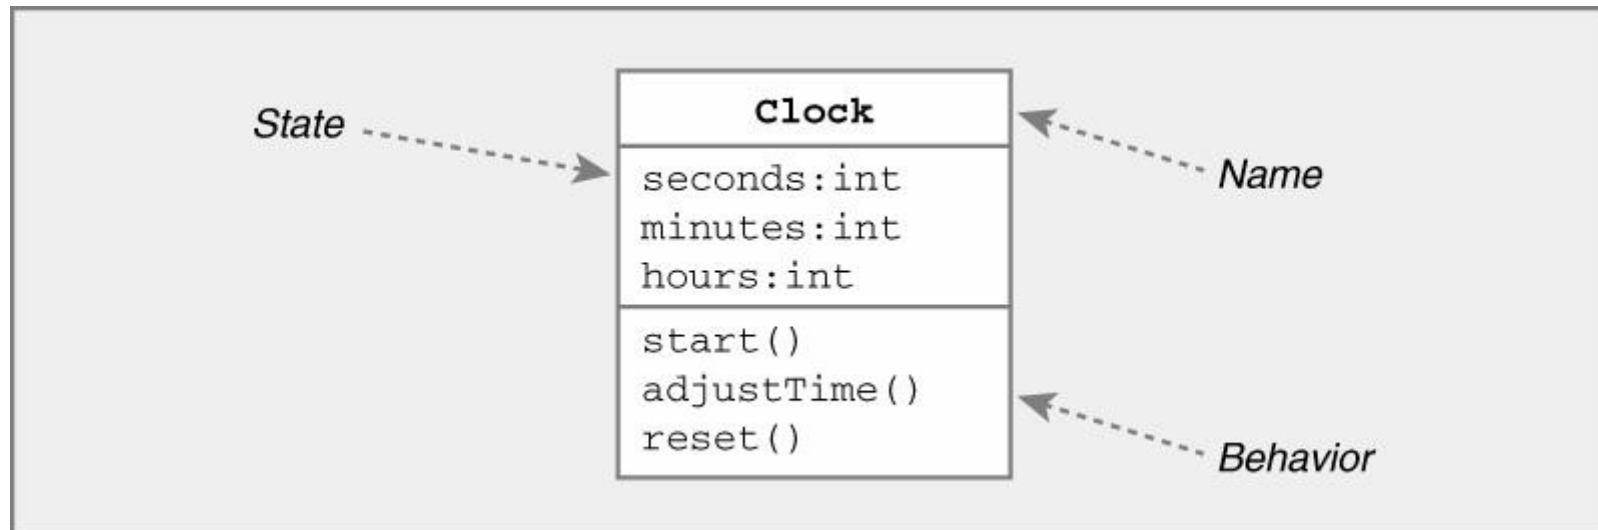 Clock
State
Name
seconds:int
minutes:int
hours:int
start()
adjustTime()
reset()
Behavior